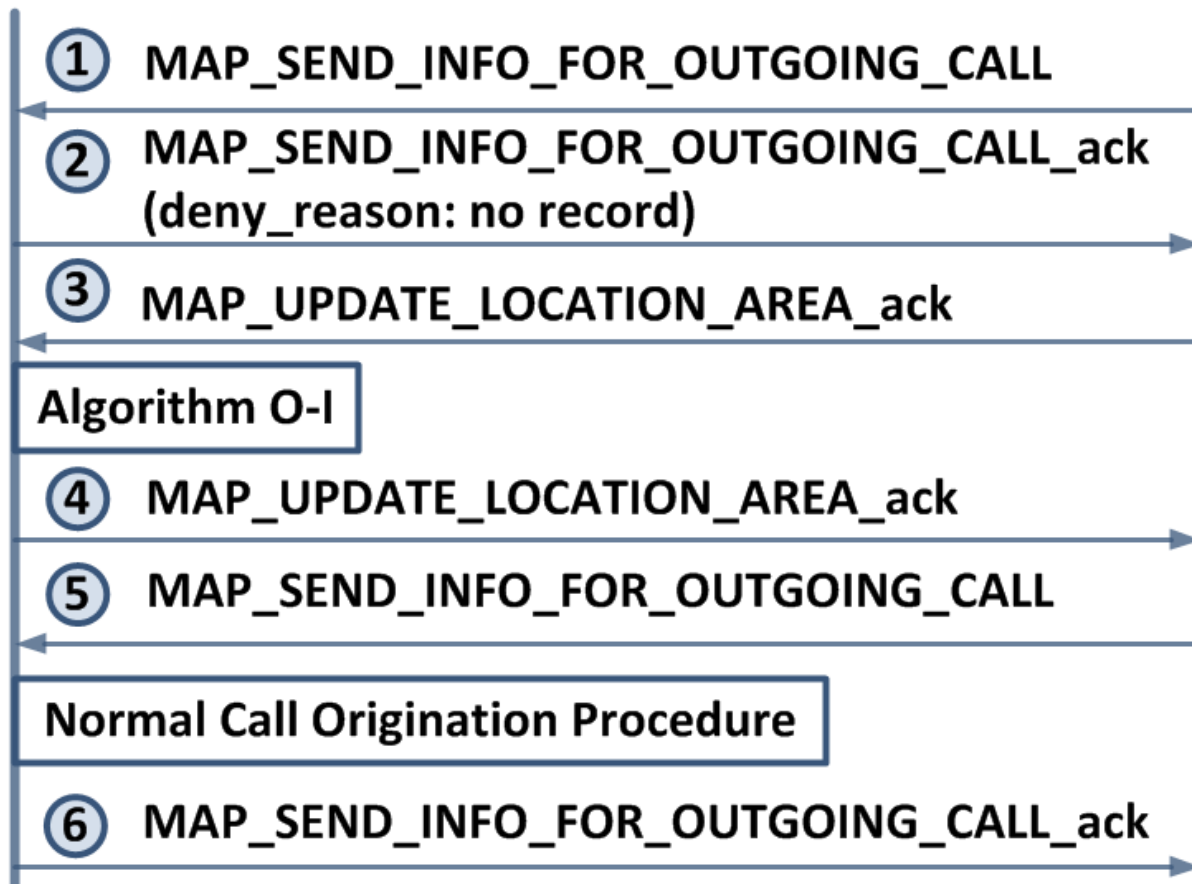 1 MAP_SEND_INFO_FOR_OUTGOING_CALL
2 MAP_SEND_INFO_FOR_OUTGOING_CALL_ack
(deny_reason: no record)
3 MAP_UPDATE_LOCATION_AREA_ack
Algorithm O-I
4 MAP_UPDATE_LOCATION_AREA_ack
5 MAP_SEND_INFO_FOR_OUTGOING_CALL
Normal Call Origination Procedure
6 MAP_SEND_INFO_FOR_OUTGOING_CALL_ack